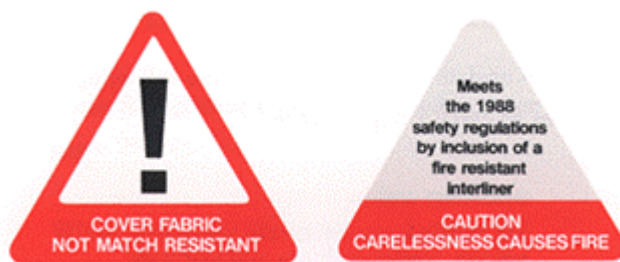 !
COVER FABRIC
NOT MATCH RESISTANT
Meets
the 1988
safety regulations
by inclusion of a
fire resistant
interliner
CAUTION
CARELESSNESS CAUSES FIRE